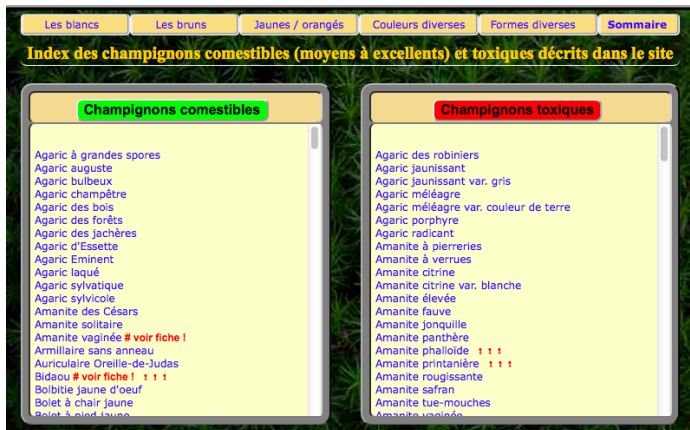 Les blancs
Les bruns
Jaunes / orangés
Couleurs diverses
Formes diverses
Sommaire
Index des champignons comestibles (moyens à excellents) et toxiques décrits dans le site
Champignons comestibles
Agaric à grandes spores
Agaric auguste
Agaric bulbeux
Agaric champêtre
Agaric des bois
Agaric des forêts
Agaric des jachères
Agaric d'Essette
Agaric Eminent
Agaric laqué
Agaric sylvatique
Agaric sylvicole
Amanite des Césars
Amanite solitaire
Amanite vaginée # voir fiche !
Armillaire sans anneau
Auriculaire Oreille-de-Judas
Bidaou # voir fiche ! ! ! !
Bolbitie jaune d'oeuf
Bolet à chair jaune
Bolet à pied jaune
Champignons toxiques
Agaric des robiniers
Agaric jaunissant
Agaric jaunissant var. gris
Agaric méléagre
Agaric méléagre var. couleur de terre
Agaric porphyre
Agaric radicant
Amanite à pierreries
Amanite à verrues
Amanite citrine
Amanite citrine var. blanche
Amanite élevée
Amanite fauve
Amanite jonquille
Amanite panthère
Amanite phalloïde ! ! !
Amanite printanière ! ! !
Amanite rougissante
Amanite safran
Amanite tue-mouches
Amanite vaginée